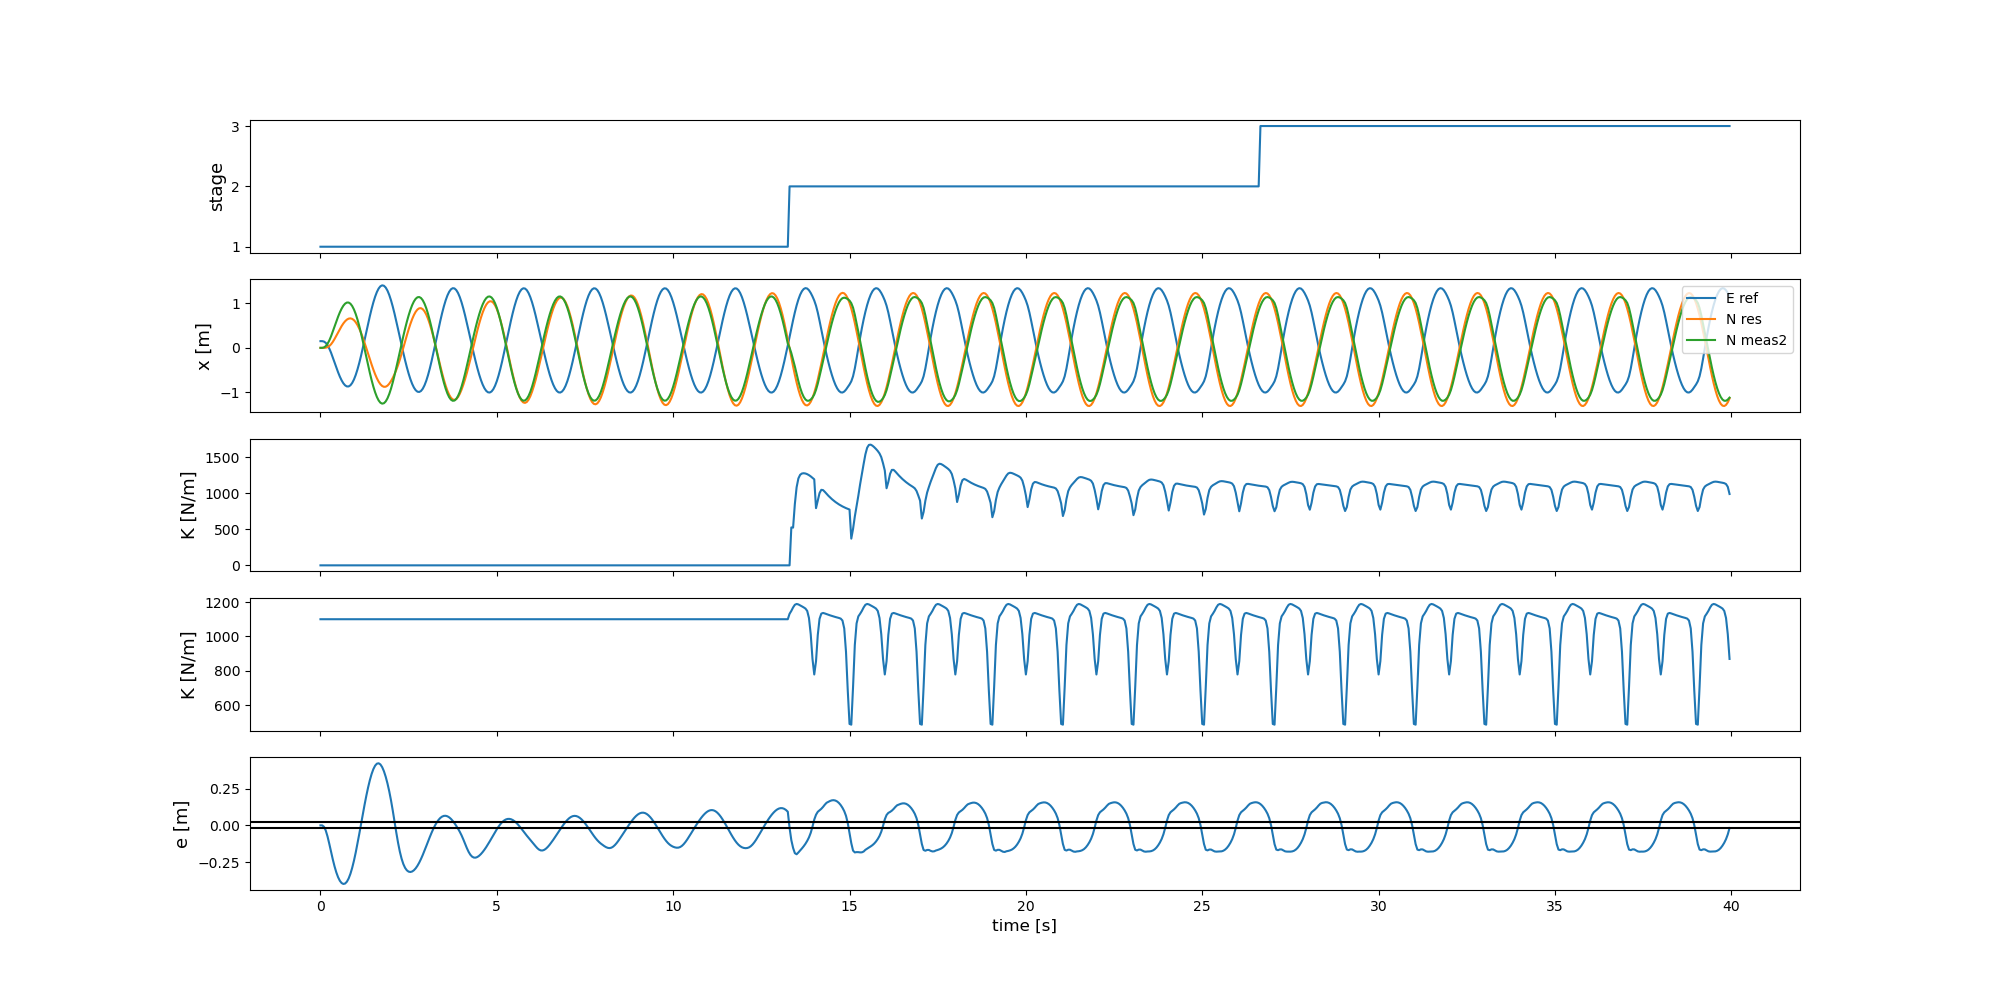 3
2
1
stage
1
0
−1
x [m]
E ref
N res
N meas2
1500
1000
500
0
K [N/m]
1200
1000
800
600
K [N/m]
0.25
0.00
−0.25
e [m]
0 5 10 15 20 25 30 35 40
time [s]